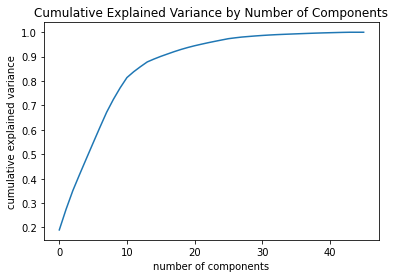 Cumulative Explained Variance by Number of Components
1.0
0.9
0.8
0.7
0.6
0.5
0.4
0.3
0.2
cumulative explained variance
0 10 20 30 40
number of components